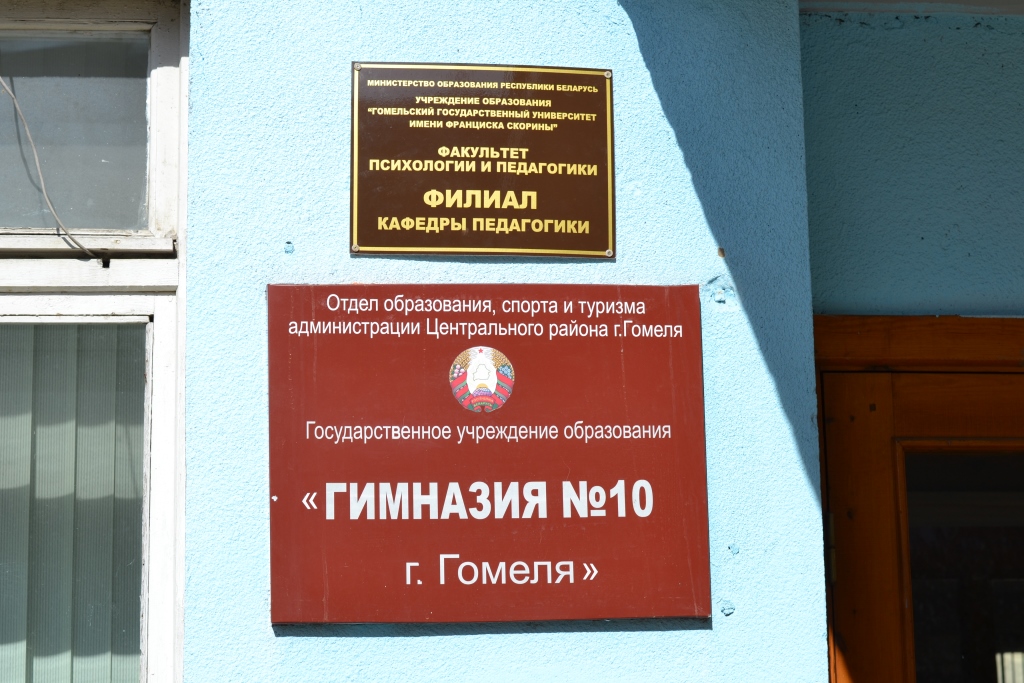 МИНИСТЕРСТВО ОБРАЗОВАНИЯ РЕСПУБЛИКИ БЕЛАРУСЬ
УЧРЕЖДЕНИЕ ОБРАЗОВАНИЯ
"ГОМЕЛЬСКИЙ ГОСУДАРСТВЕННЫЙ УНИВЕРСИТЕТ
ИМЕНИ ФРАНЦИСКА СКОРИНЫ"
ФАКУЛЬТЕТ
ПСИХОЛОГИИ И ПЕДАГОГИКИ
ФИЛИАЛ
КАФЕДРЫ ПЕДАГОГИКИ
Отдел образования, спорта и туризма
администрации Центрального района г.Гомеля
Государственное учреждение образования
«ГИМНАЗИЯ №10
г. Гомеля»